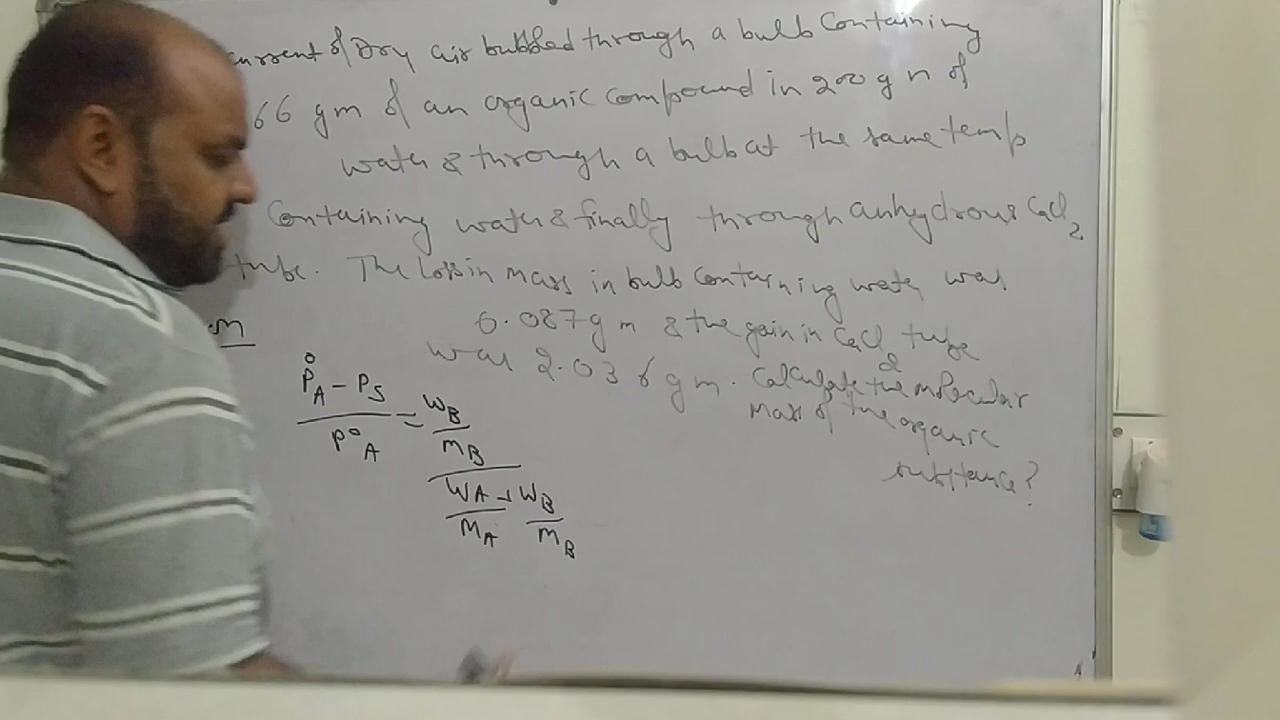 current of Dry air bubbled through a bulb Containing
66 gm of an organic compound in 200 g n of
water & through a bulb at the same temp
Containing water & finally through anhydrous CaCl2
tube. The Loss in mass in bulb Containing water was
0.087 g m & the gain in CaCl2 tube
was 2.036 gm. Calculate the molecular
mass of the organic
substance?
P°A - PS / P°A = (WB / MB) / (WA / MA + WB / MB)